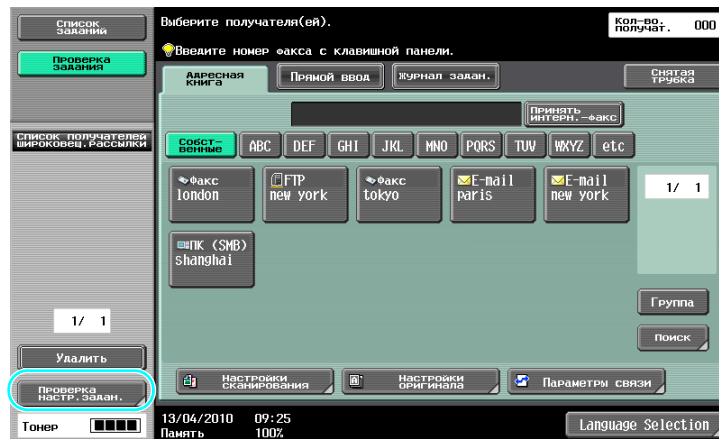 Список
заданий
Проверка
задания
Список получателей
широковещ.рассылки
1/ 1
Удалить
Проверка
настр.задан.
Тонер
Выберите получателя(ей).
Кол-во.
получат.
000
Введите номер факса с клавишной панели.
Адресная
книга
Прямой ввод
Журнал задан.
Снятая
трубка
Принять
интерн.-факс
Собст-
венные
ABC
DEF
GHI
JKL
MNO
PQRS
TUV
WXYZ
etc
Факс
london
FTP
new york
Факс
tokyo
E-mail
paris
E-mail
new york
1/ 1
ПК (SMB)
shanghai
Группа
Поиск
Настройки
сканирования
Настройки
оригинала
Параметры связи
13/04/2010 09:25
Память 100%
Language Selection